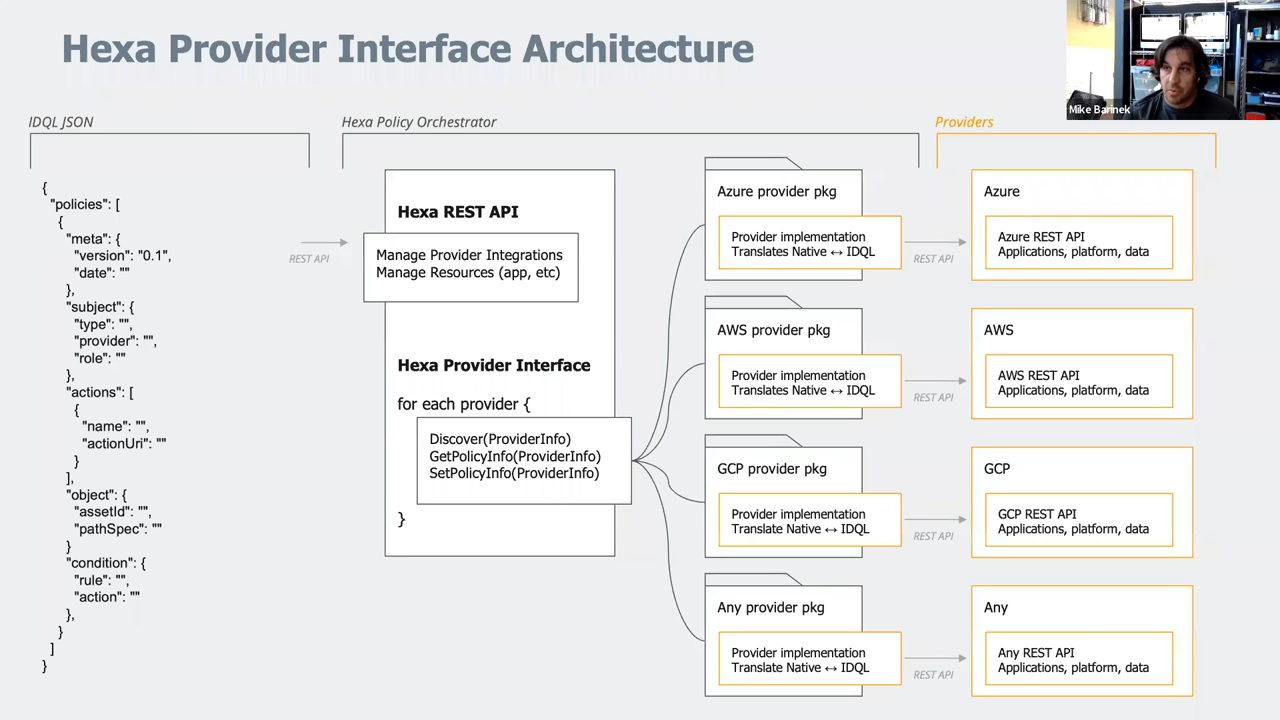 Hexa Provider Interface Architecture
Mike Barinek
IDQL JSON
Hexa Policy Orchestrator
Providers
{
"policies": [
{
"meta": {
"version": "0.1",
"date": ""
},
"subject": {
"type": "",
"provider": "",
"role": ""
},
"actions": [
{
"name": "",
"actionUri": ""
}
],
"object": {
"assetId": "",
"pathSpec": ""
}
"condition": {
"rule": "",
"action": ""
},
}
]
}
REST API
Hexa REST API
Manage Provider Integrations
Manage Resources (app, etc)
Hexa Provider Interface
for each provider {
Discover(ProviderInfo)
GetPolicyInfo(ProviderInfo)
SetPolicyInfo(ProviderInfo)
}
Azure provider pkg
Provider implementation
Translates Native ↔ IDQL
REST API
Azure
Azure REST API
Applications, platform, data
AWS provider pkg
Provider implementation
Translates Native ↔ IDQL
REST API
AWS
AWS REST API
Applications, platform, data
GCP provider pkg
Provider implementation
Translate Native ↔ IDQL
REST API
GCP
GCP REST API
Applications, platform, data
Any provider pkg
Provider implementation
Translate Native ↔ IDQL
REST API
Any
Any REST API
Applications, platform, data